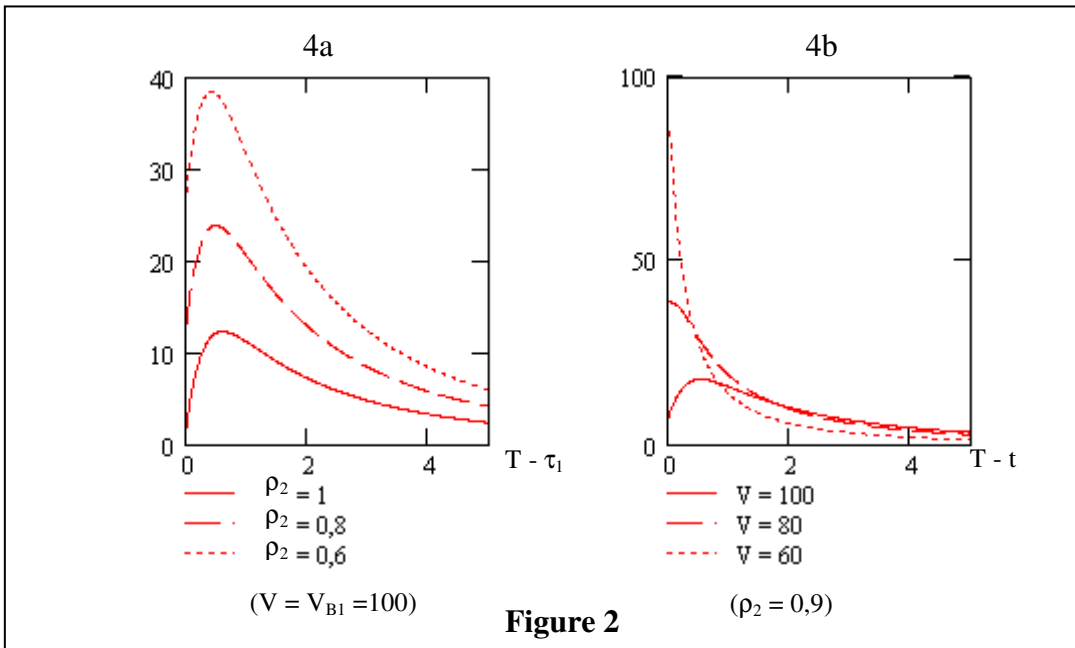 4a
40
30
20
10
0
0
2
4
T - τ₁
ρ₂ = 1
ρ₂ = 0,8
ρ₂ = 0,6
(V = V_B1 =100)
4b
100
50
0
0
2
4
T - t
V = 100
V = 80
V = 60
(ρ₂ = 0,9)
Figure 2